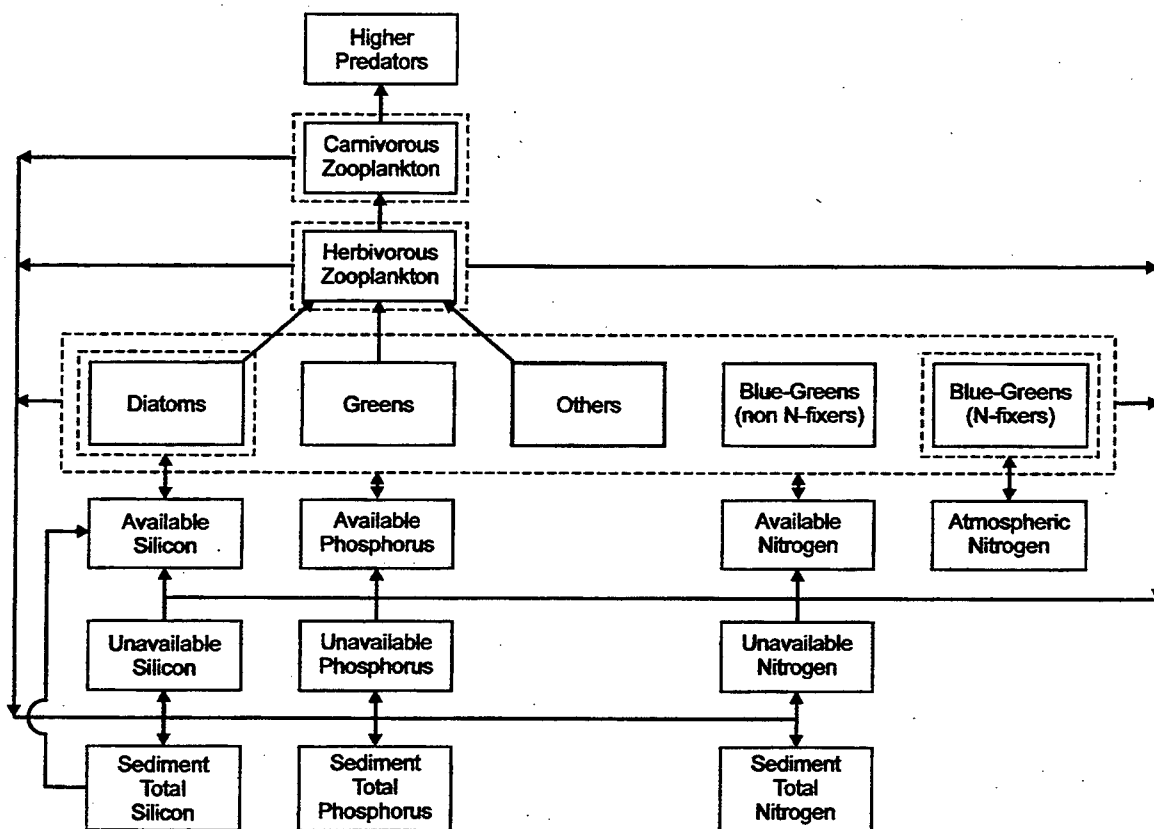 Higher
Predators
Carnivorous
Zooplankton
Herbivorous
Zooplankton
Diatoms
Greens
Others
Blue-Greens
(non N-fixers)
Blue-Greens
(N-fixers)
Available
Silicon
Available
Phosphorus
Available
Nitrogen
Atmospheric
Nitrogen
Unavailable
Silicon
Unavailable
Phosphorus
Unavailable
Nitrogen
Sediment
Total
Silicon
Sediment
Total
Phosphorus
Sediment
Total
Nitrogen